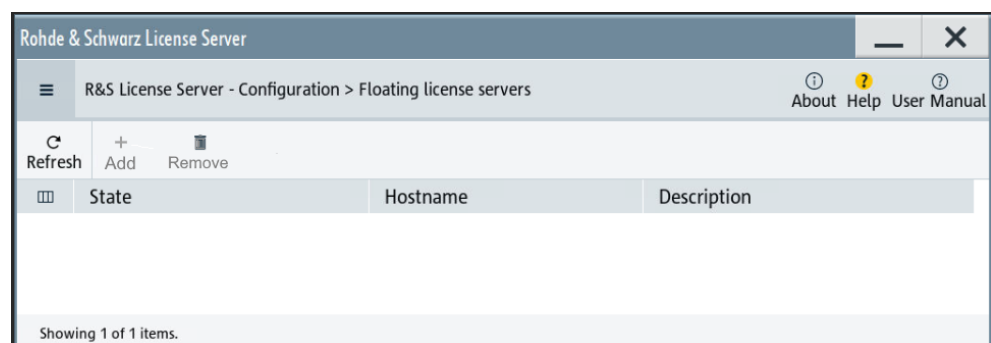 Rohde & Schwarz License Server
R&S License Server - Configuration > Floating license servers
About Help User Manual
Refresh Add Remove
State Hostname Description
Showing 1 of 1 items.